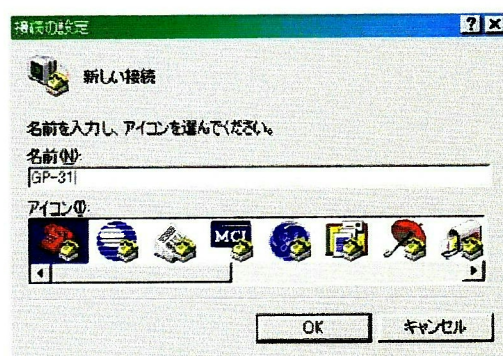 接続の設定
新しい接続
名前を入力し、アイコンを選んでください。
名前(N):
GP-31
アイコン(I):
MCI
OK
キャンセル